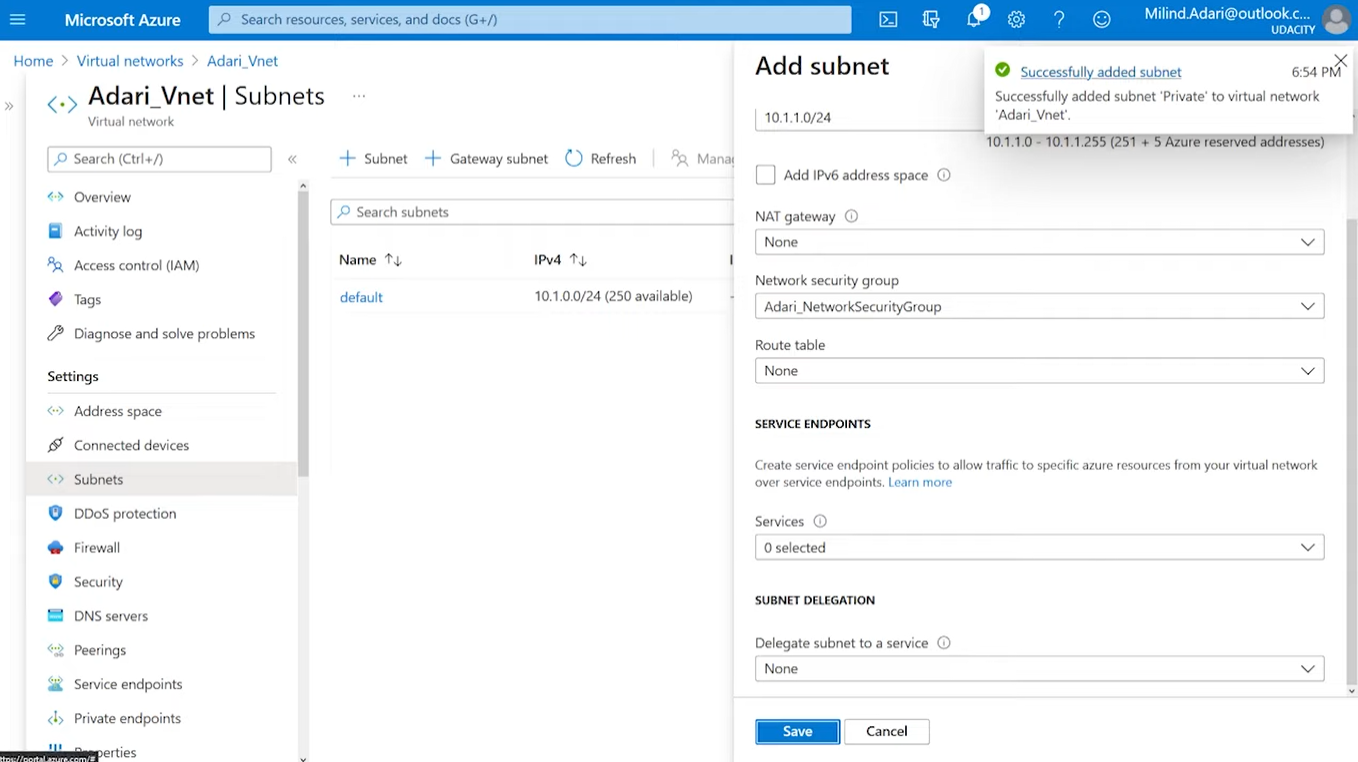 Microsoft Azure
Search resources, services, and docs (G+/)
1
Milind.Adari@outlook.c...
UDACITY
Home > Virtual networks > Adari_Vnet
Adari_Vnet | Subnets ...
Virtual network
Search (Ctrl+/)
Overview
Activity log
Access control (IAM)
Tags
Diagnose and solve problems
Settings
Address space
Connected devices
Subnets
DDoS protection
Firewall
Security
DNS servers
Peerings
Service endpoints
Private endpoints
Properties
https://portal.azure.com/#
+ Subnet + Gateway subnet Refresh
Search subnets
Name IPv4
default 10.1.0.0/24 (250 available) -
Add subnet
Successfully added subnet 6:54 PM
Successfully added subnet 'Private' to virtual network
'Adari_Vnet'.
10.1.1.0/24
10.1.1.0 - 10.1.1.255 (251 + 5 Azure reserved addresses)
Add IPv6 address space
NAT gateway
None
Network security group
Adari_NetworkSecurityGroup
Route table
None
SERVICE ENDPOINTS
Create service endpoint policies to allow traffic to specific azure resources from your virtual network
over service endpoints. Learn more
Services
0 selected
SUBNET DELEGATION
Delegate subnet to a service
None
Save Cancel